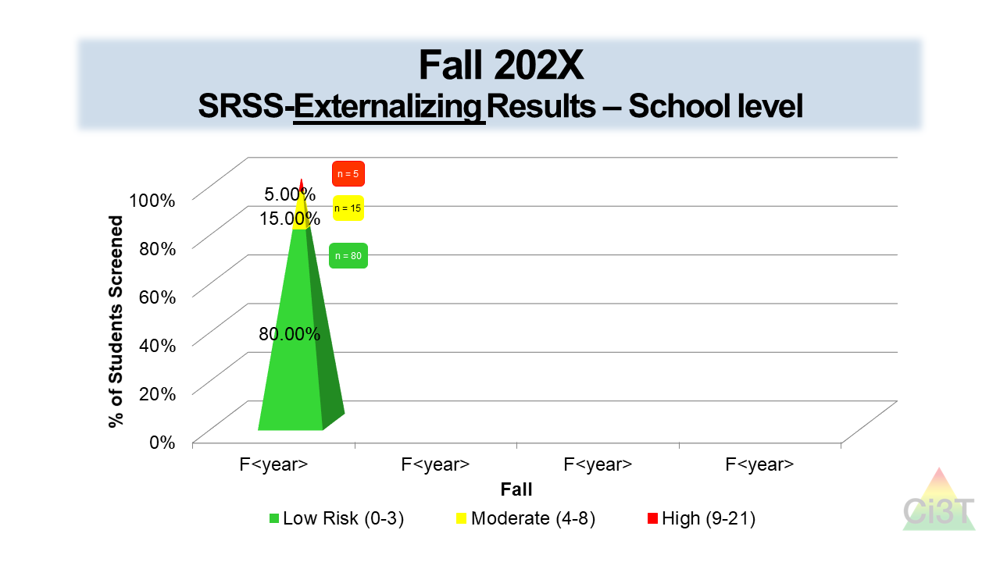 Fall 202X
SRSS-Externalizing Results – School level
% of Students Screened
100%
80%
60%
40%
20%
0%
5.00%
15.00%
80.00%
n = 5
n = 15
n = 80
F<year> F<year> F<year> F<year>
Fall
Low Risk (0-3) Moderate (4-8) High (9-21)
Ci3T